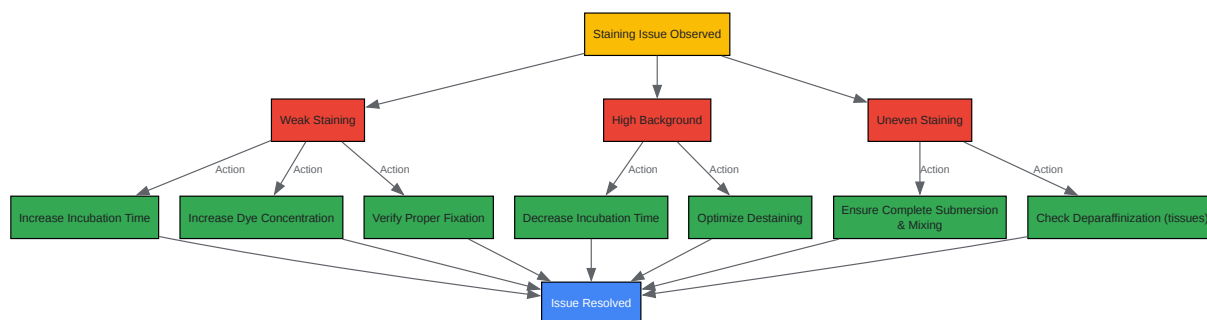 Staining Issue Observed
Weak Staining
High Background
Uneven Staining
Action
Action
Action
Action
Action
Action
Action
Increase Incubation Time
Increase Dye Concentration
Verify Proper Fixation
Decrease Incubation Time
Optimize Destaining
Ensure Complete Submersion
& Mixing
Check Deparaffinization (tissues)
Issue Resolved